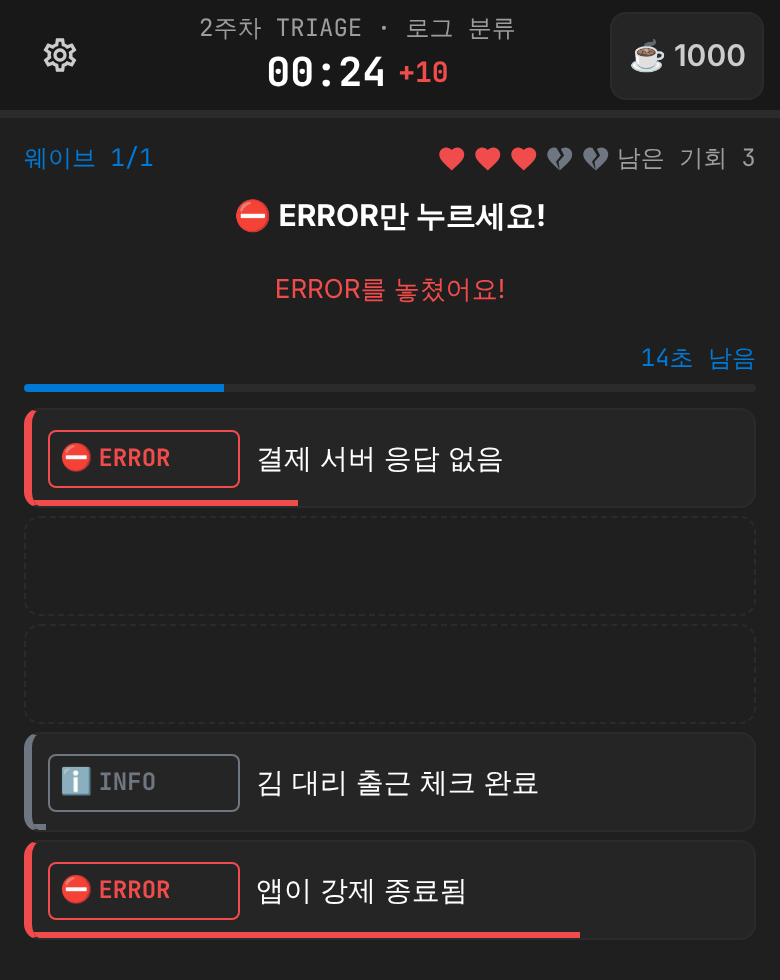 2주차 TRIAGE · 로그 분류
00:24 +10
☕ 1000
웨이브 1/1
남은 기회 3
⛔ ERROR만 누르세요!
ERROR를 놓쳤어요!
14초 남음
⛔ ERROR 결제 서버 응답 없음
ℹ️ INFO 김 대리 출근 체크 완료
⛔ ERROR 앱이 강제 종료됨